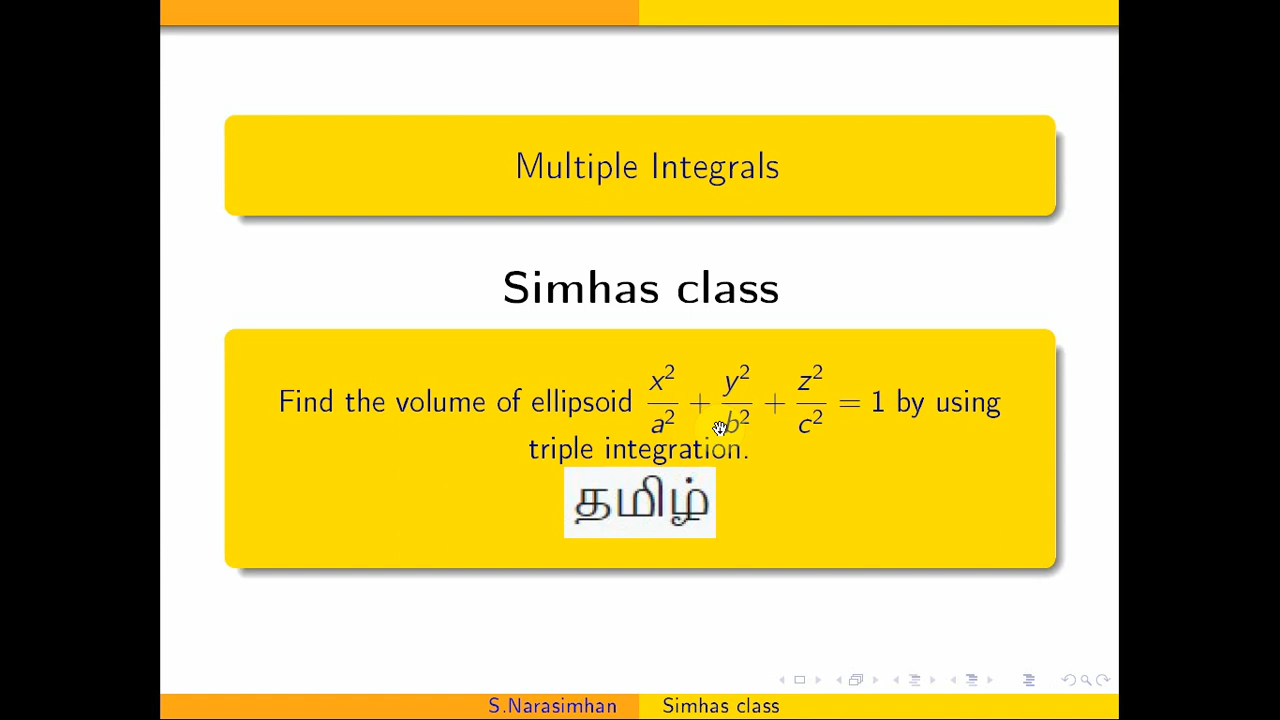 Multiple Integrals
Simhas class
Find the volume of ellipsoid x²/a² + y²/b² + z²/c² = 1 by using
triple integration.
தமிழ்
S.Narasimhan Simhas class